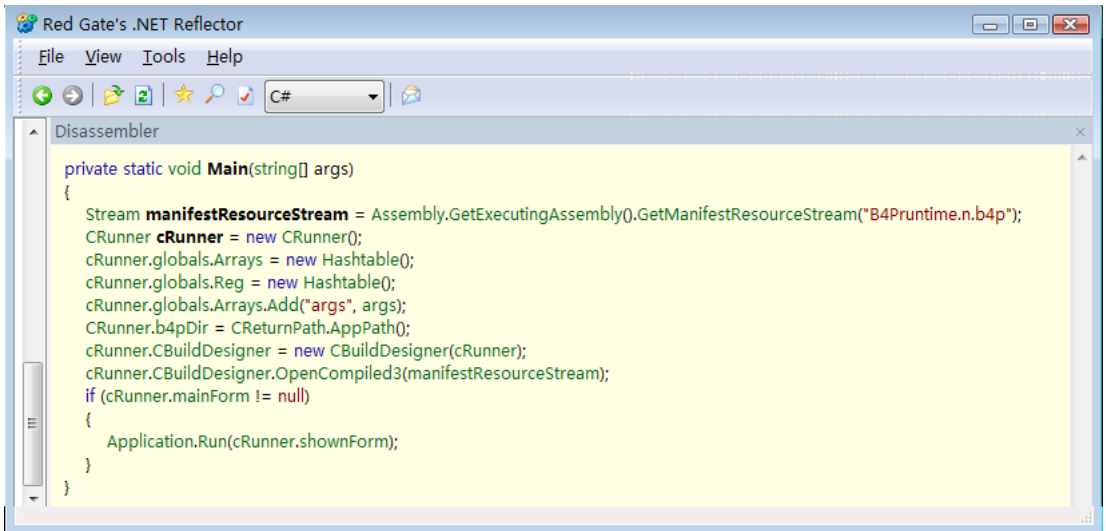 Red Gate's .NET Reflector
File View Tools Help
C#
Disassembler
private static void Main(string[] args)
{
Stream manifestResourceStream = Assembly.GetExecutingAssembly().GetManifestResourceStream("B4Pruntime.n.b4p");
CRunner cRunner = new CRunner();
cRunner.globals.Arrays = new Hashtable();
cRunner.globals.Reg = new Hashtable();
cRunner.globals.Arrays.Add("args", args);
CRunner.b4pDir = CReturnPath.AppPath();
cRunner.CBuildDesigner = new CBuildDesigner(cRunner);
cRunner.CBuildDesigner.OpenCompiled3(manifestResourceStream);
if (cRunner.mainForm != null)
{
Application.Run(cRunner.shownForm);
}
}